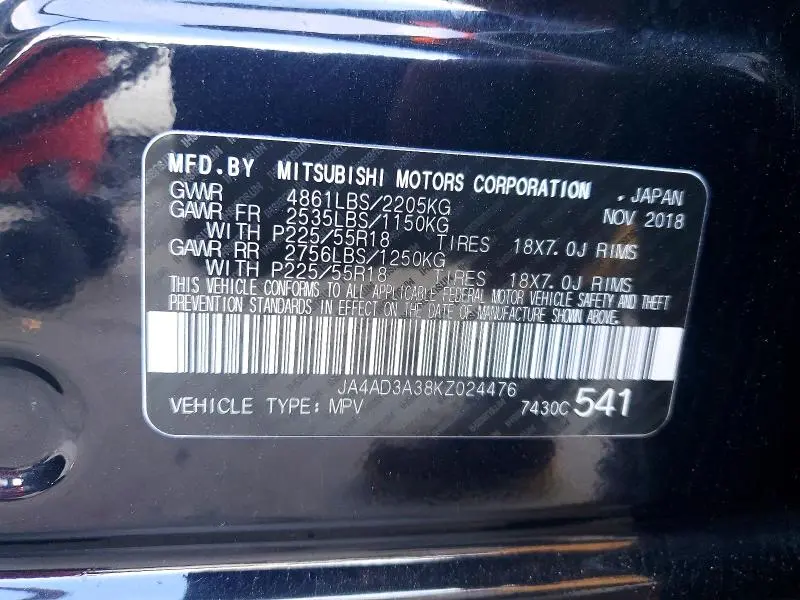 MFD.BY MITSUBISHI MOTORS CORPORATION . JAPAN
GVWR 4861LBS/2205KG NOV 2018
GAWR FR 2535LBS/1150KG
WITH P225/55R18 TIRES 18X7.0J RIMS
GAWR RR 2756LBS/1250KG
WITH P225/55R18 TIRES 18X7.0J RIMS
THIS VEHICLE CONFORMS TO ALL APPLICABLE FEDERAL MOTOR VEHICLE SAFETY AND THEFT
PREVENTION STANDARDS IN EFFECT ON THE DATE OF MANUFACTURE SHOWN ABOVE.
JA4AD3A38KZ024476
VEHICLE TYPE: MPV 7430C 541